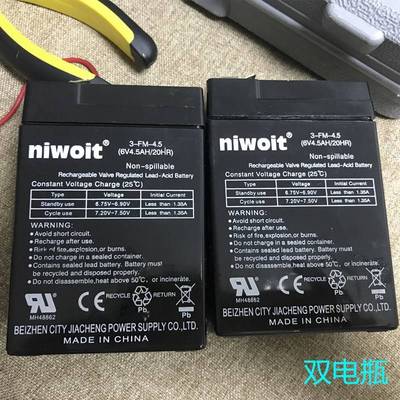 niwoit®
3-FM-4.5
(6V4.5AH/20HR)
Non-spillable
Rechargeable Valve Regulated Lead-Acid Battery
Constant Voltage Charge (25℃)
Type Voltage Initial Current
Standby use 6.75V~6.90V Less than 1.35A
Cycle use 7.20V~7.50V Less than 1.35A
WARNING:
Avoid short circuit.
Recharge after use.
Risk of fire,explosion,or burns.
Do not charge in a sealed container.
Contains sealed lead battery. Battery must
be recycled and disposed properly.
Do not disassemble,heat above 50℃, or incinerate.
MH48862
RECYCLE
Pb
BEIZHEN CITY JIACHENG POWER SUPPLY CO.,LTD.
MADE IN CHINA
niwoit®
3-FM-4.5
(6V4.5AH/20HR)
Non-spillable
Rechargeable Valve Regulated Lead-Acid Battery
Constant Voltage Charge (25℃)
Type Voltage Initial Current
Standby use 6.75V~6.90V Less than 1.35A
Cycle use 7.20V~7.50V Less than 1.35A
WARNING:
Avoid short circuit.
Recharge after use.
Risk of fire,explosion,or burns.
Do not charge in a sealed container.
Contains sealed lead battery. Battery must
be recycled and disposed properly.
Do not disassemble,heat above 50℃, or incinerate.
MH48862
RECYCLE
Pb
BEIZHEN CITY JIACHENG POWER SUPPLY CO.,LTD.
MADE IN CHINA
双电瓶